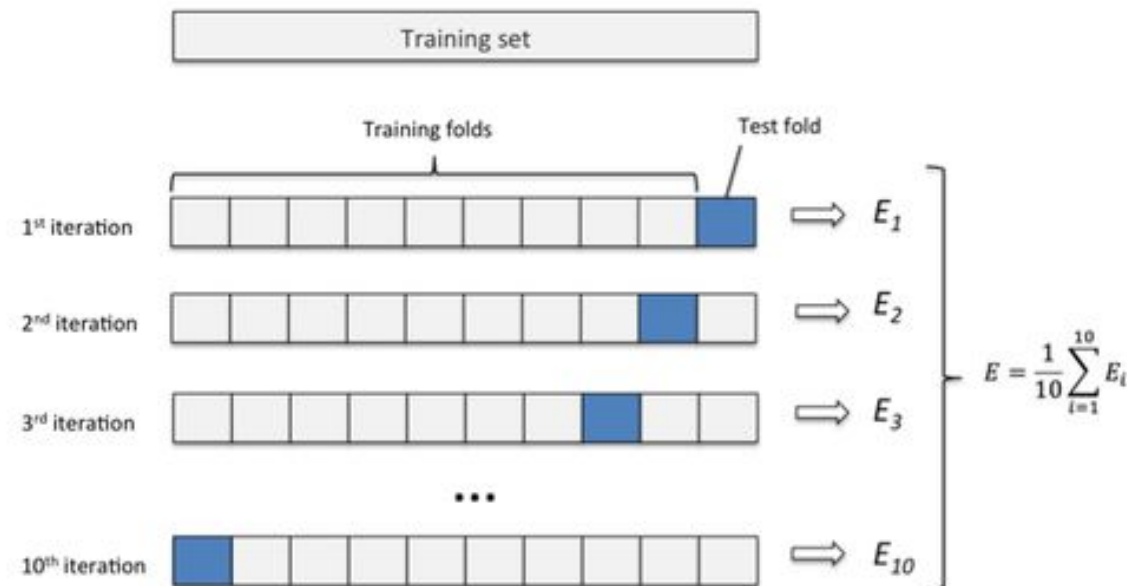 Training set
Training folds
Test fold
1st iteration
E1
2nd iteration
E2
E = 1/10 ∑_{i=1}^{10} E_i
3rd iteration
E3
...
10th iteration
E10